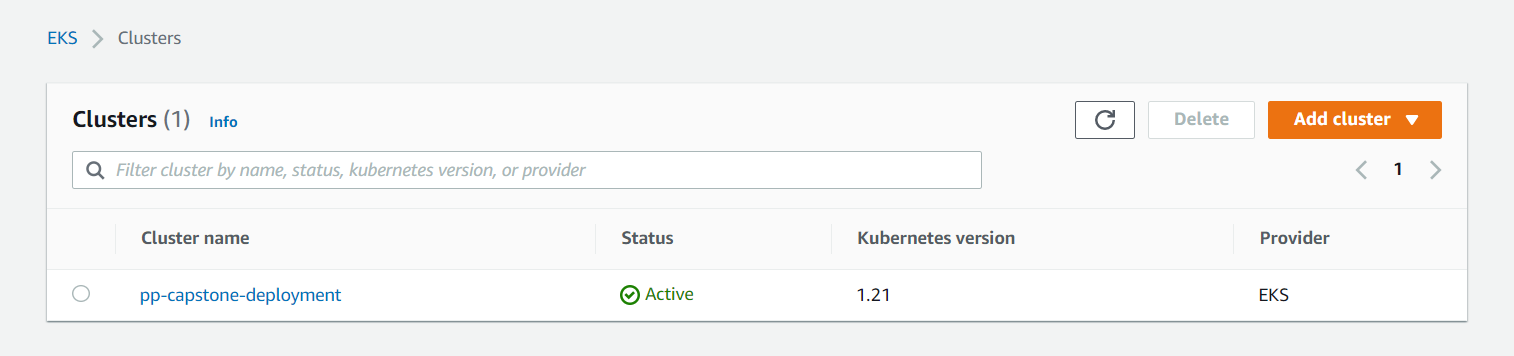 EKS > Clusters
Clusters (1) Info
Delete
Add cluster
Filter cluster by name, status, kubernetes version, or provider
1
Cluster name Status Kubernetes version Provider
pp-capstone-deployment Active 1.21 EKS